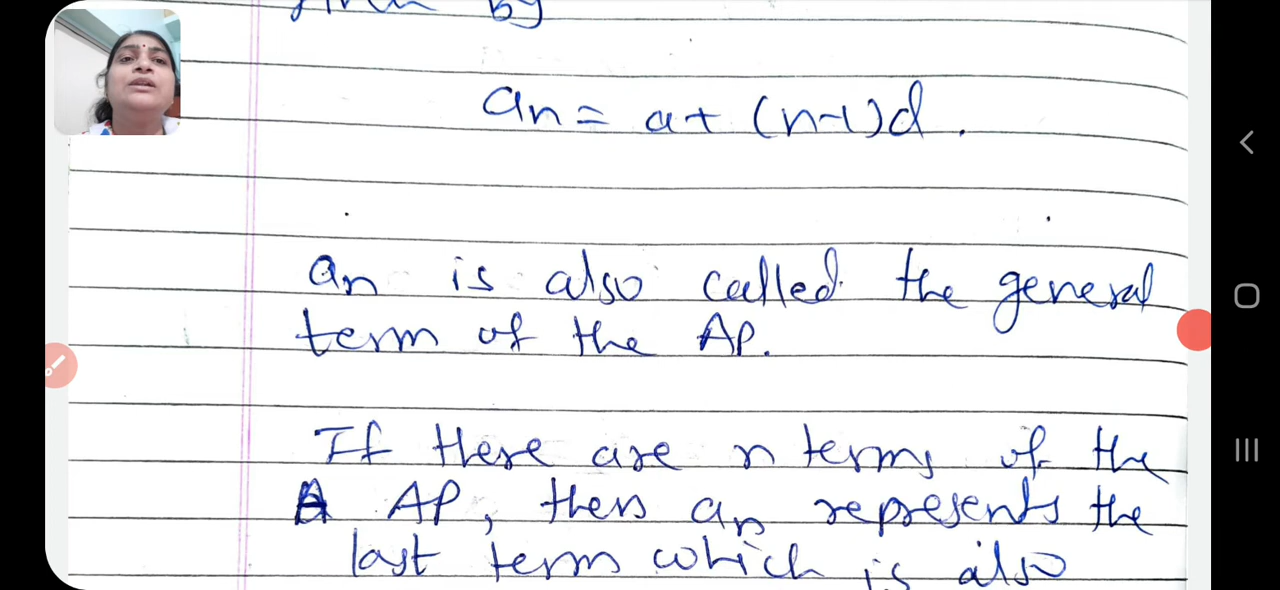 by
an = a + (n-1)d.
an is also called the general
term of the AP.
If there are n terms of the
AP, then an represents the
last term which is also